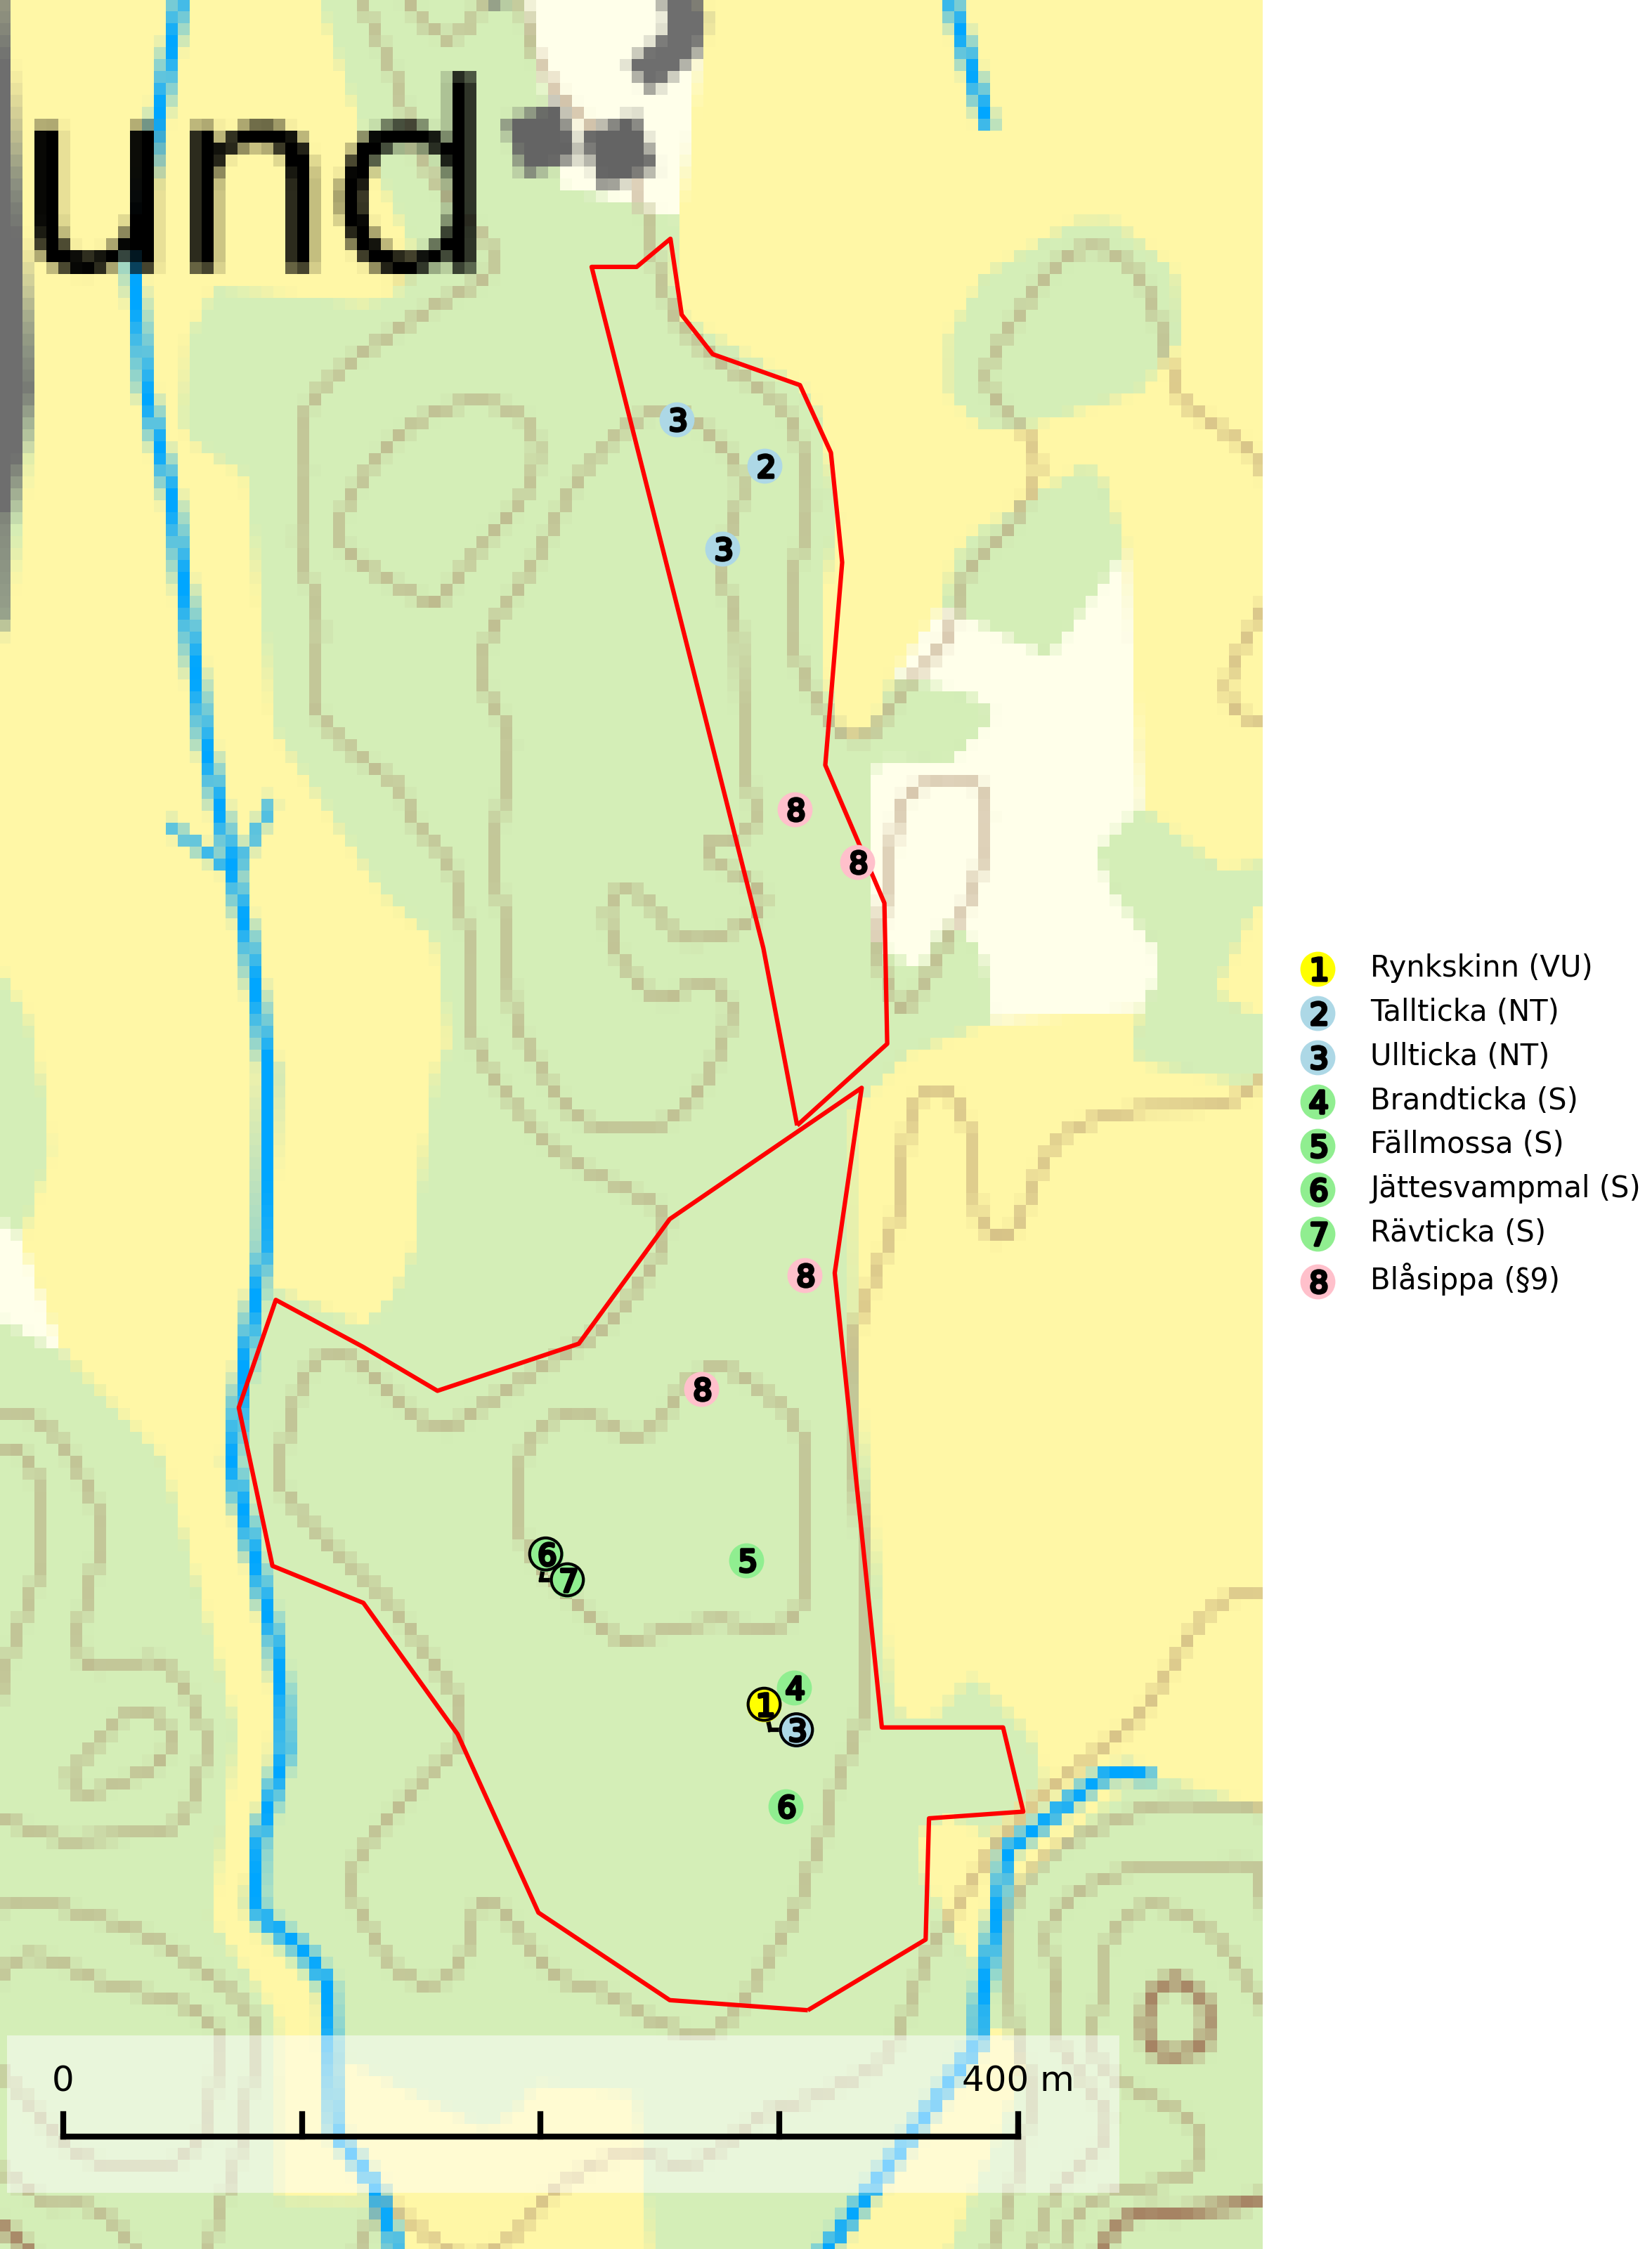 und
3
2
3
8
8
8
8
6
7
5
4
1
3
6
0 400 m
1 Rynkskinn (VU)
2 Tallticka (NT)
3 Ullticka (NT)
4 Brandticka (S)
5 Fällmossa (S)
6 Jättesvampmal (S)
7 Rävticka (S)
8 Blåsippa (§9)